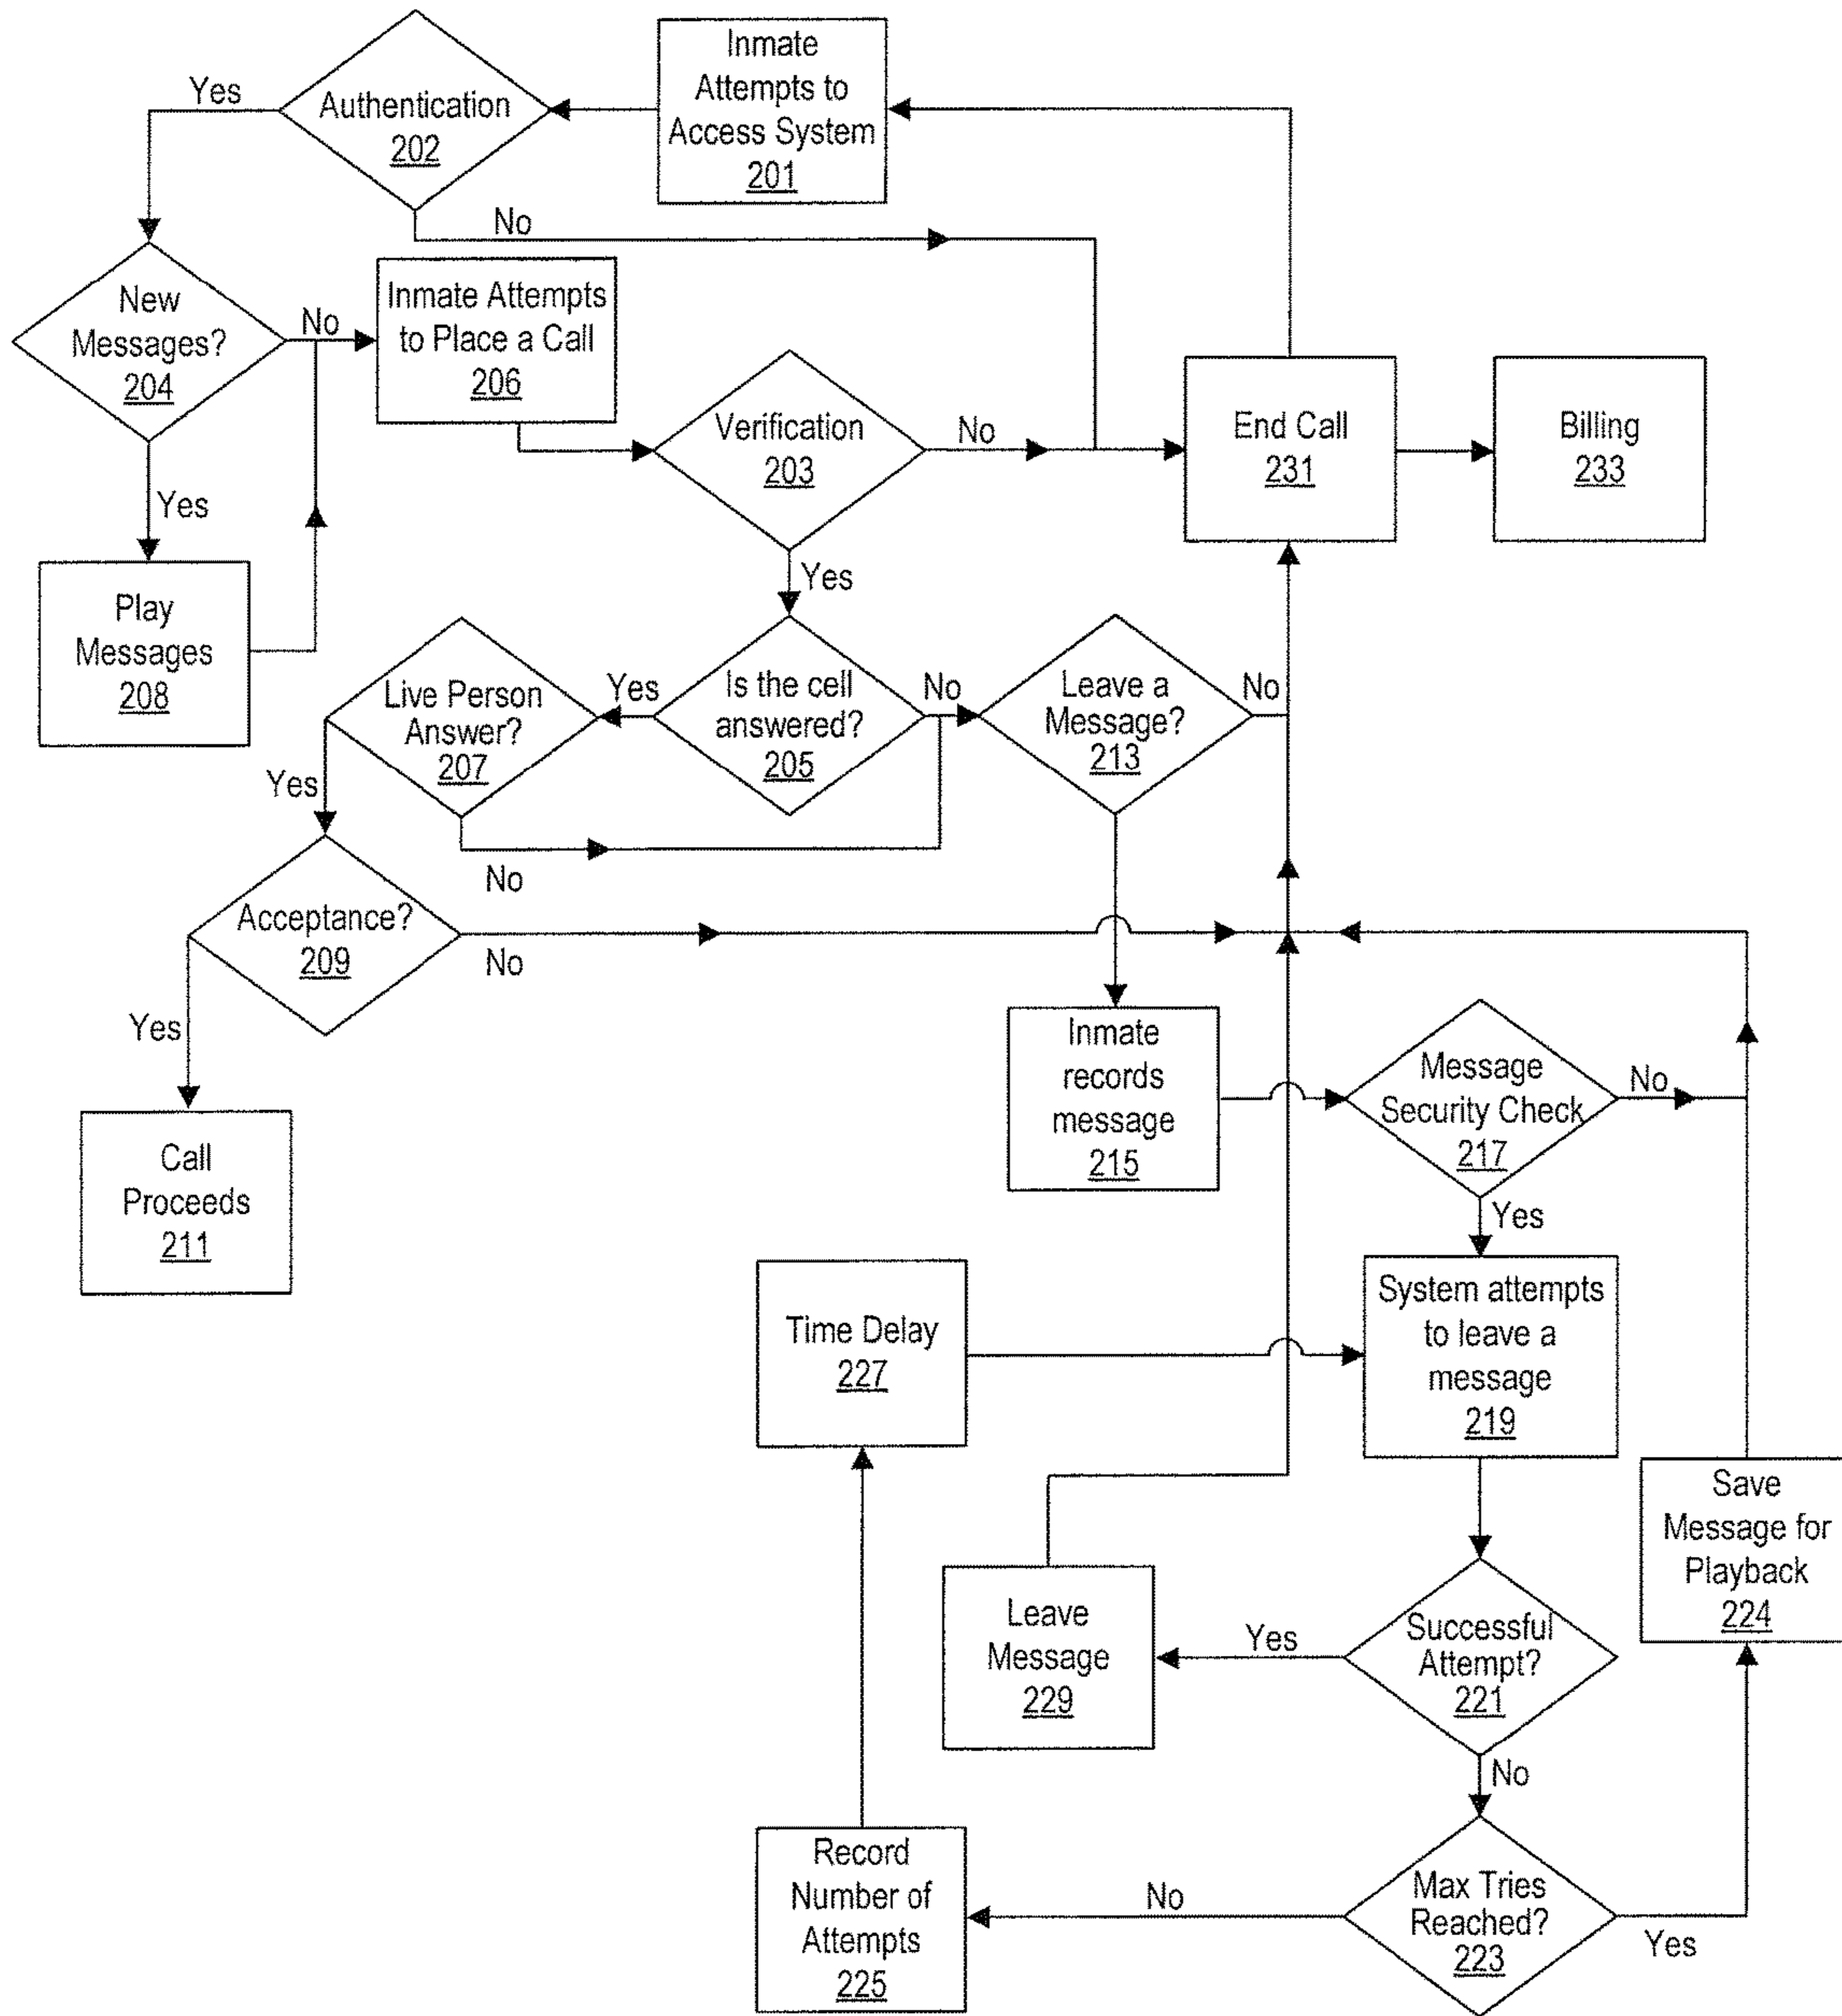 Inmate
Attempts to
Access System
201
Authentication
202
Yes
No
New
Messages?
204
No
Yes
Inmate Attempts
to Place a Call
206
Play
Messages
208
Verification
203
No
Yes
End Call
231
Billing
233
Is the cell
answered?
205
Yes
No
Live Person
Answer?
207
Yes
No
Leave a
Message?
213
No
Acceptance?
209
No
Yes
Call
Proceeds
211
Inmate
records
message
215
Message
Security Check
217
No
Yes
System attempts
to leave a
message
219
Time Delay
227
Save
Message for
Playback
224
Successful
Attempt?
221
Yes
No
Leave
Message
229
Max Tries
Reached?
223
No
Yes
Record
Number of
Attempts
225